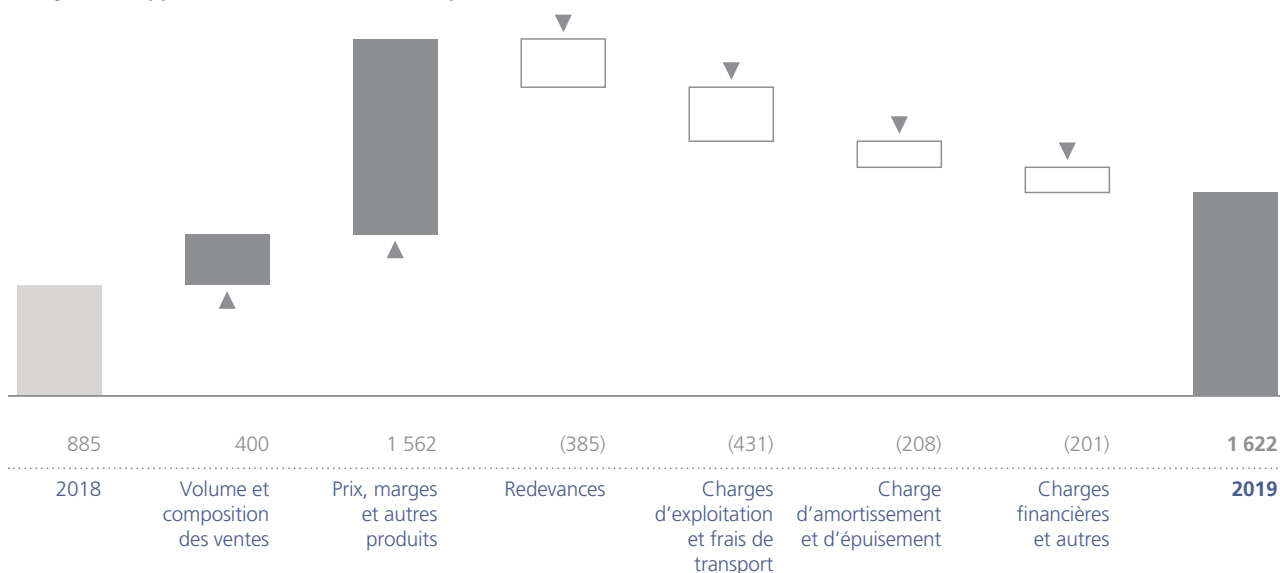 885 400 1 562 (385) (431) (208) (201) 1 622
2018 Volume et Prix, marges Redevances Charges Charge Charges 2019
composition et autres d'exploitation d'amortissement financières
des ventes produits et frais de et d'épuisement et autres
transport